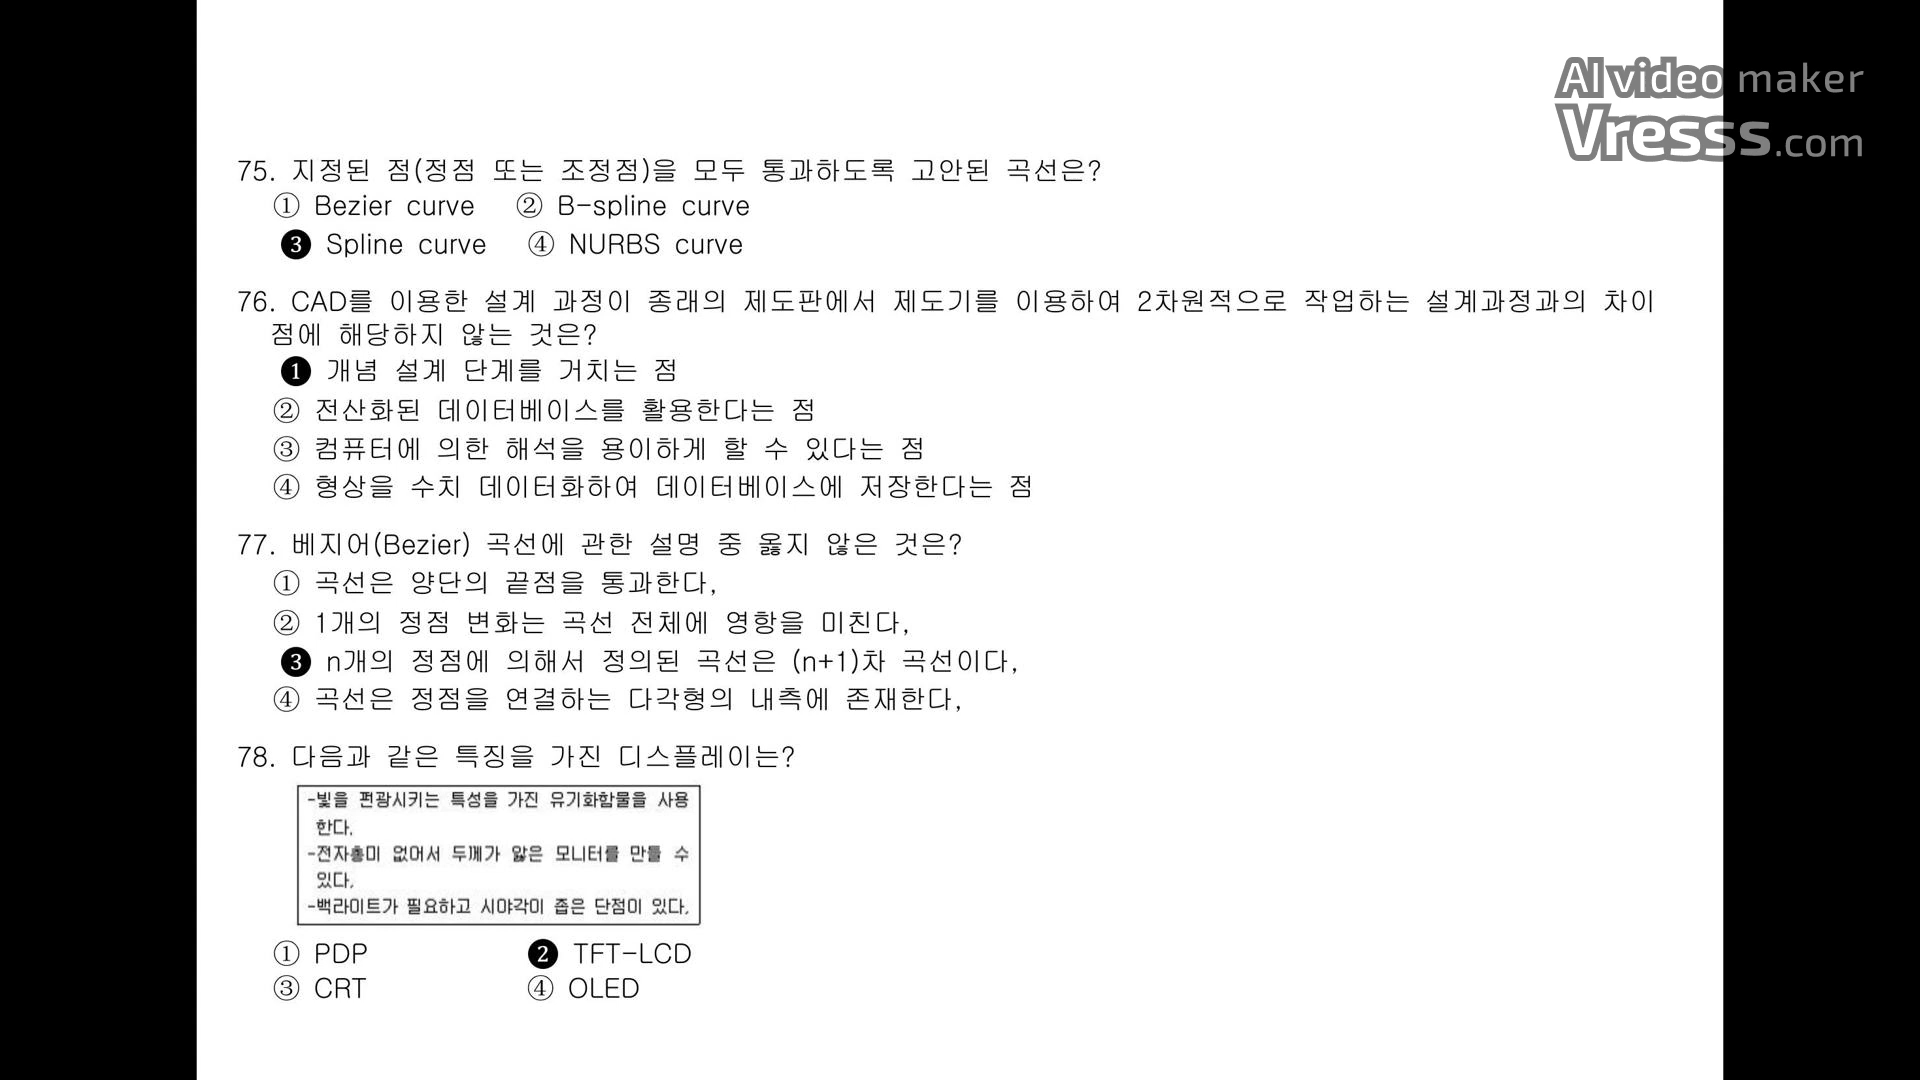 AI video maker
Vresss.com
75. 지정된 점(정점 또는 조정점)을 모두 통과하도록 고안된 곡선은?
① Bezier curve ② B-spline curve
❸ Spline curve ④ NURBS curve
76. CAD를 이용한 설계 과정이 종래의 제도판에서 제도기를 이용하여 2차원적으로 작업하는 설계과정과의 차이
점에 해당하지 않는 것은?
❶ 개념 설계 단계를 거치는 점
② 전산화된 데이터베이스를 활용한다는 점
③ 컴퓨터에 의한 해석을 용이하게 할 수 있다는 점
④ 형상을 수치 데이터화하여 데이터베이스에 저장한다는 점
77. 베지어(Bezier) 곡선에 관한 설명 중 옳지 않은 것은?
① 곡선은 양단의 끝점을 통과한다,
② 1개의 정점 변화는 곡선 전체에 영향을 미친다,
❸ n개의 정점에 의해서 정의된 곡선은 (n+1)차 곡선이다,
④ 곡선은 정점을 연결하는 다각형의 내측에 존재한다,
78. 다음과 같은 특징을 가진 디스플레이는?
-빛을 편광시키는 특성을 가진 유기화합물을 사용
한다.
-전자총이 없어서 두께가 얇은 모니터를 만들 수
있다.
-백라이트가 필요하고 시야각이 좁은 단점이 있다.
① PDP ❷ TFT-LCD
③ CRT ④ OLED